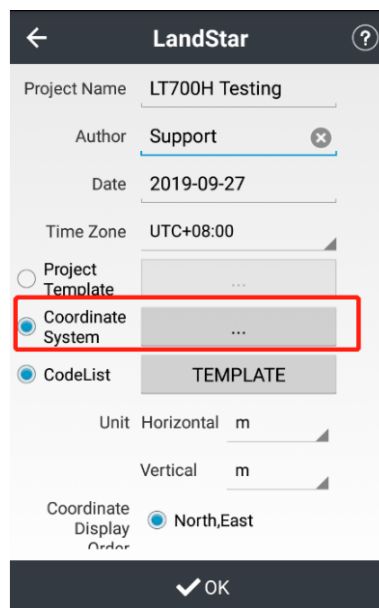 LandStar
Project Name LT700H Testing
Author Support
Date 2019-09-27
Time Zone UTC+08:00
Project
Template ...
Coordinate
System ...
CodeList TEMPLATE
Unit Horizontal m
Vertical m
Coordinate
Display North,East
Order
OK